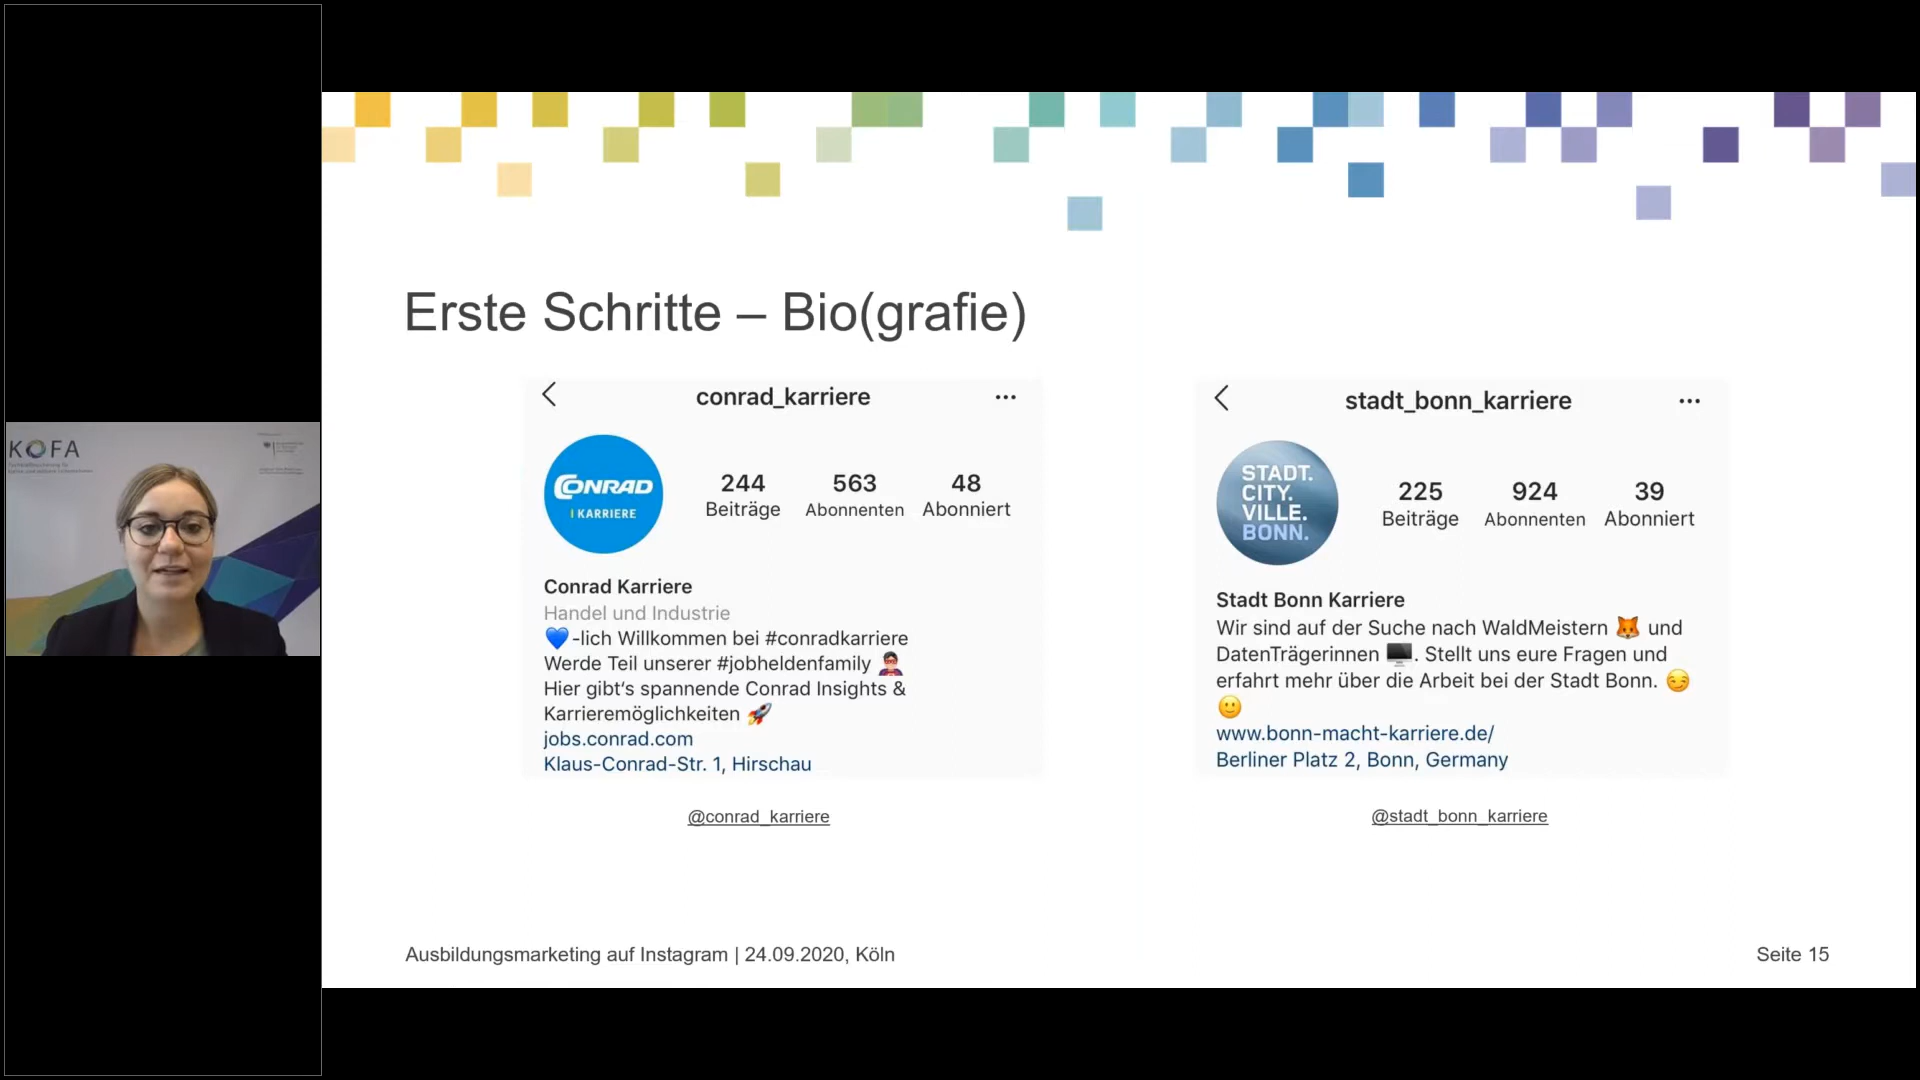 KOFA
Erste Schritte – Bio(grafie)
conrad_karriere
CONRAD
KARRIERE
244
563
48
Beiträge
Abonnenten
Abonniert
Conrad Karriere
Handel und Industrie
💙-lich Willkommen bei #conradkarriere
Werde Teil unserer #jobheldenfamily 🦸
Hier gibt‘s spannende Conrad Insights &
Karrieremöglichkeiten 🚀
jobs.conrad.com
Klaus-Conrad-Str. 1, Hirschau
@conrad_karriere
stadt_bonn_karriere
STADT.
CITY.
VILLE.
BONN.
225
924
39
Beiträge
Abonnenten
Abonniert
Stadt Bonn Karriere
Wir sind auf der Suche nach WaldMeistern 🦊 und
DatenTrägerinnen 🖥️. Stellt uns eure Fragen und
erfahrt mehr über die Arbeit bei der Stadt Bonn. 😏
🙂
www.bonn-macht-karriere.de/
Berliner Platz 2, Bonn, Germany
@stadt_bonn_karriere
Ausbildungsmarketing auf Instagram | 24.09.2020, Köln
Seite 15